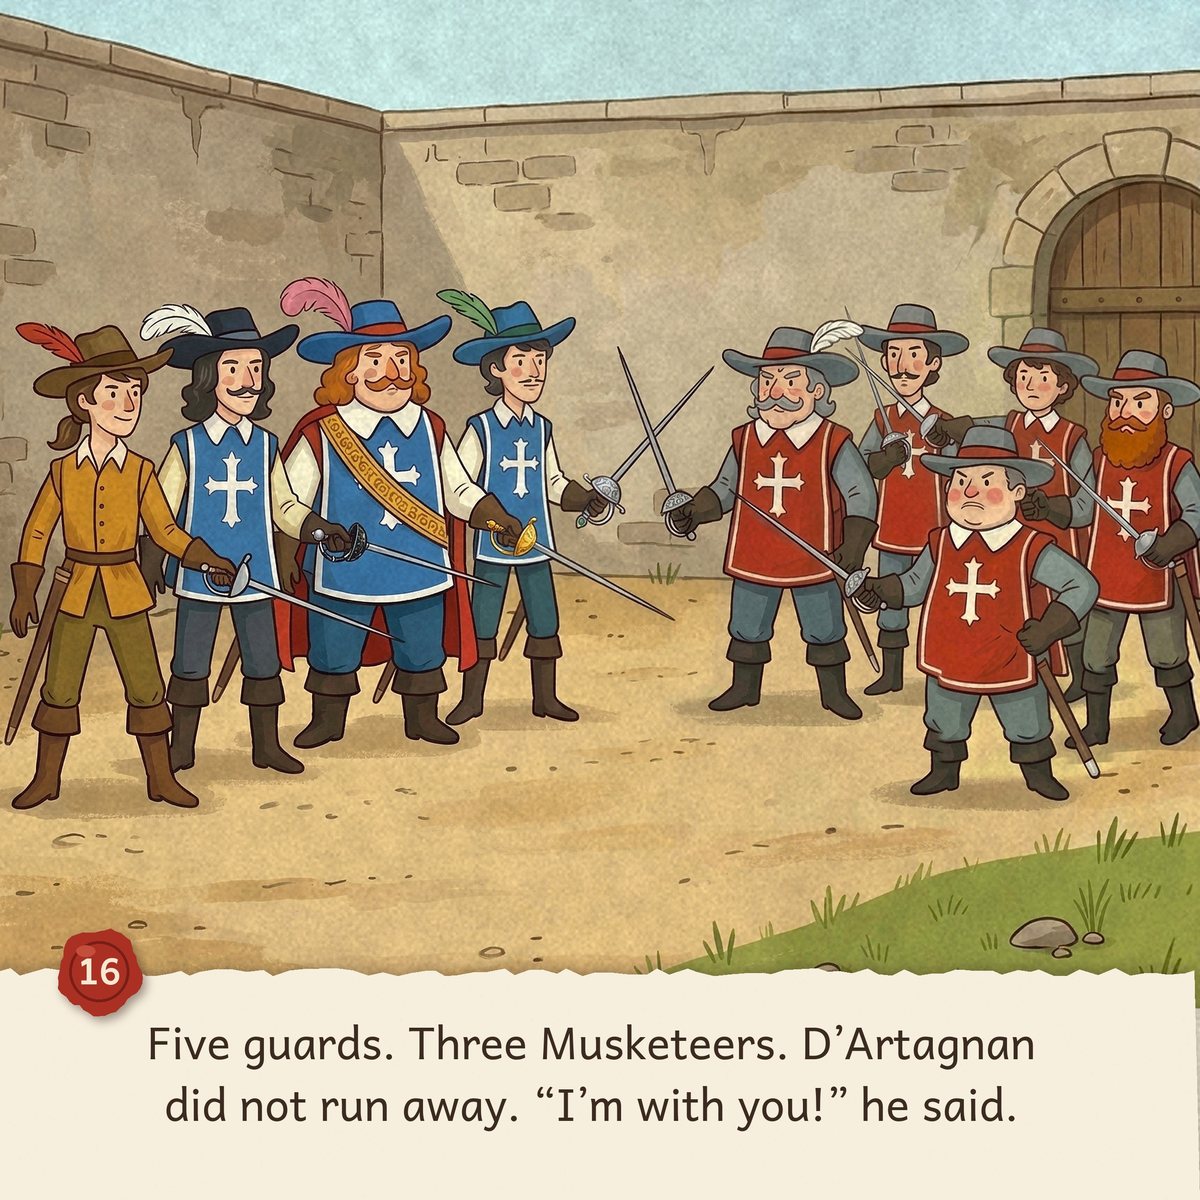 16
Five guards. Three Musketeers. D’Artagnan
did not run away. “I’m with you!” he said.